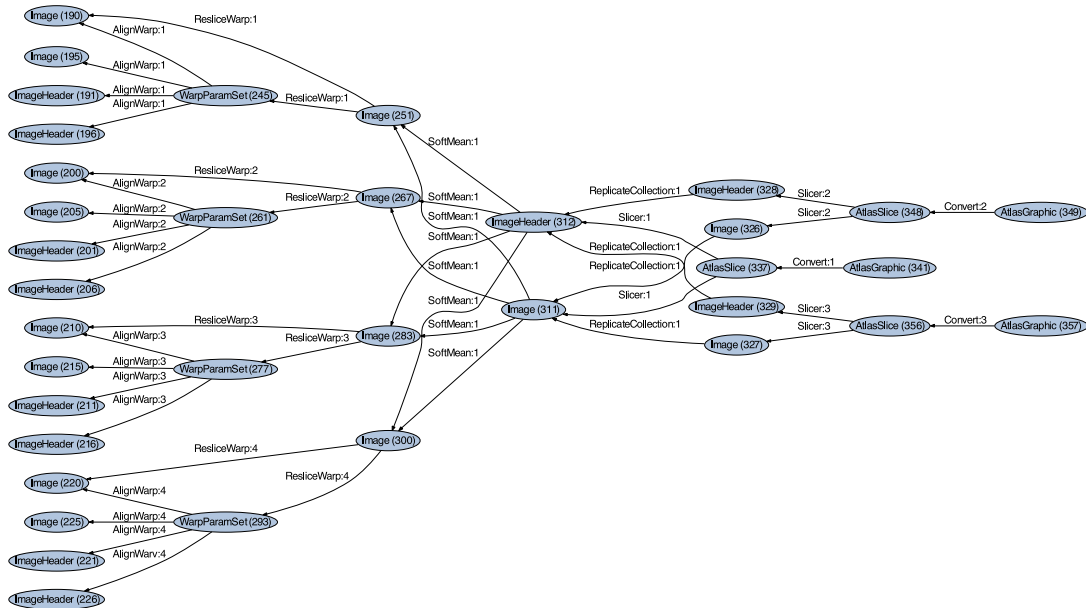 Image (190)
ResliceWarp:1
AlignWarp:1
Image (195)
AlignWarp:1
ImageHeader (191)
AlignWarp:1
WarpParamSet (245)
ResliceWarp:1
AlignWarp:1
Image (251)
ImageHeader (196)
SoftMean:1
Image (200)
ResliceWarp:2
AlignWarp:2
Image (205)
AlignWarp:2
WarpParamSet (261)
ResliceWarp:2
Image (267)
SoftMean:1
SoftMean:1
AlignWarp:2
ImageHeader (201)
AlignWarp:2
ImageHeader (206)
SoftMean:1
SoftMean:1
ImageHeader (312)
ReplicateCollection:1
ImageHeader (328)
Slicer:2
Slicer:1
Image (326)
Slicer:2
AtlasSlice (348)
Convert:2
AtlasGraphic (349)
ReplicateCollection:1
AtlasSlice (337)
Convert:1
AtlasGraphic (341)
Slicer:1
SoftMean:1
Image (311)
ImageHeader (329)
Slicer:3
ReplicateCollection:1
Slicer:3
Image (327)
AtlasSlice (356)
Convert:3
AtlasGraphic (357)
Image (210)
ResliceWarp:3
AlignWarp:3
Image (283)
SoftMean:1
ResliceWarp:3
SoftMean:1
Image (215)
AlignWarp:3
WarpParamSet (277)
AlignWarp:3
ImageHeader (211)
AlignWarp:3
ImageHeader (216)
Image (300)
ResliceWarp:4
Image (220)
ResliceWarp:4
AlignWarp:4
Image (225)
AlignWarp:4
WarpParamSet (293)
AlignWarp:4
ImageHeader (221)
AlignWarv:4
ImageHeader (226)